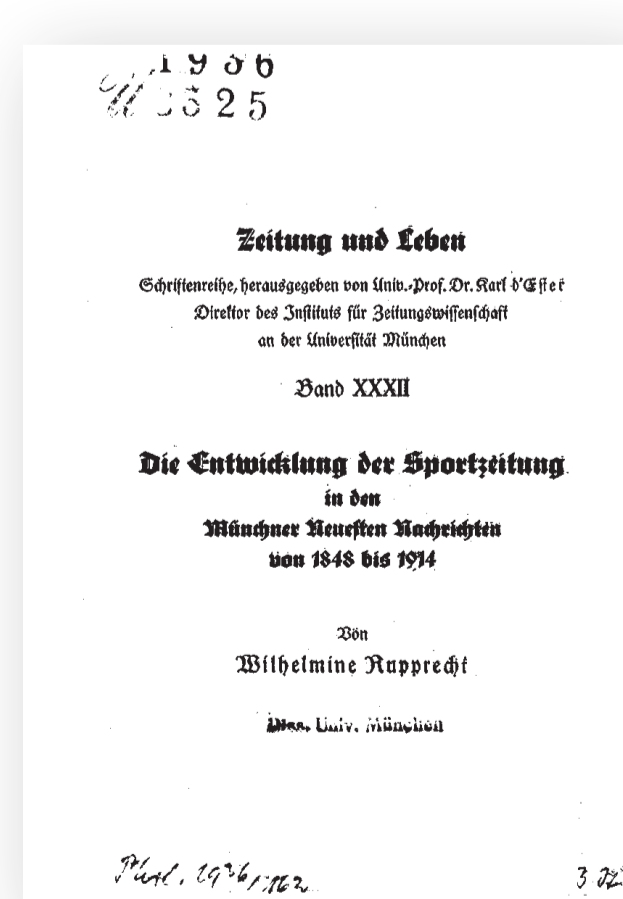 1936
U 3525
Zeitung und Leben
Schriftenreihe, herausgegeben von Univ.-Prof. Dr. Karl d'Ester
Direktor des Instituts für Zeitungswissenschaft
an der Universität München
Band XXXII
Die Entwicklung der Sportzeitung
in den
Münchner Neuesten Nachrichten
von 1848 bis 1914
Von
Wilhelmine Rupprecht
Diss. Univ. München